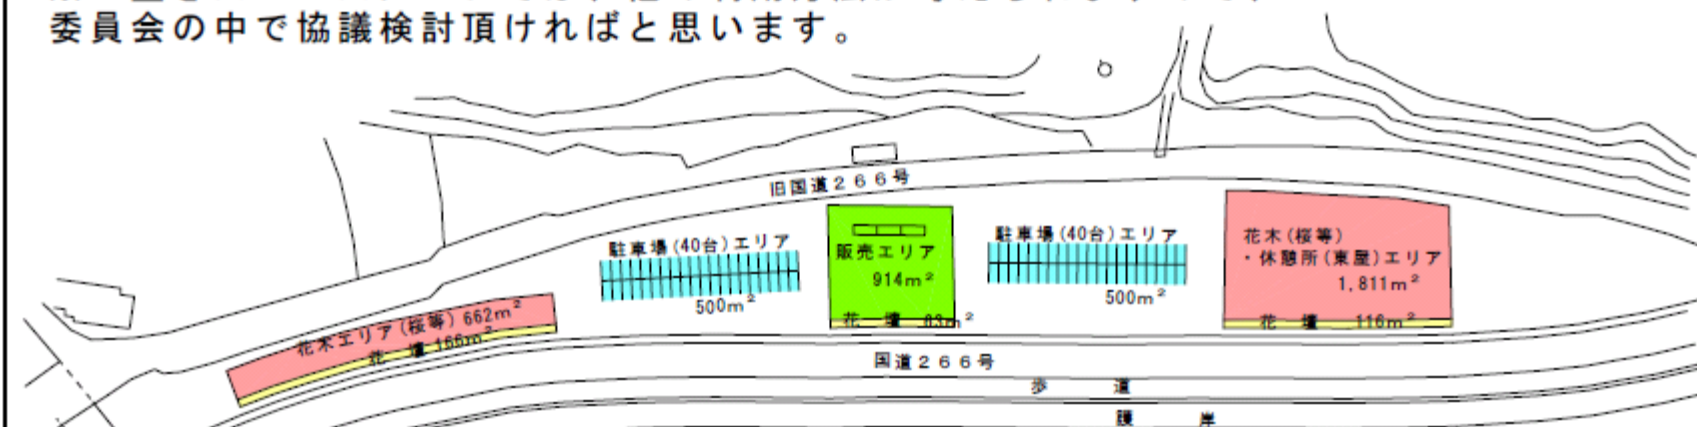 委員会の中で協議検討頂ければと思います。
旧国道２６６号
駐車場(40台)エリア
500m²
販売エリア
914m²
花 壇 63m²
駐車場(40台)エリア
500m²
花木(桜等)
・休憩所(東屋)エリア
1,811m²
花 壇 116m²
花木エリア(桜等) 662m²
花 壇 166m²
国道２６６号
歩 道
護 岸